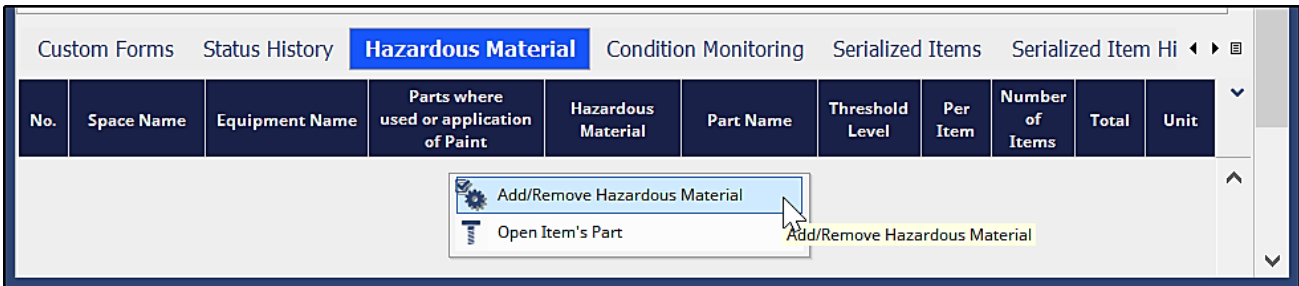 Custom Forms Status History Hazardous Material Condition Monitoring Serialized Items Serialized Item Hi
No. Space Name Equipment Name Parts where used or application of Paint Hazardous Material Part Name Threshold Level Per Item Number of Items Total Unit
Add/Remove Hazardous Material
Open Item's Part
Add/Remove Hazardous Material